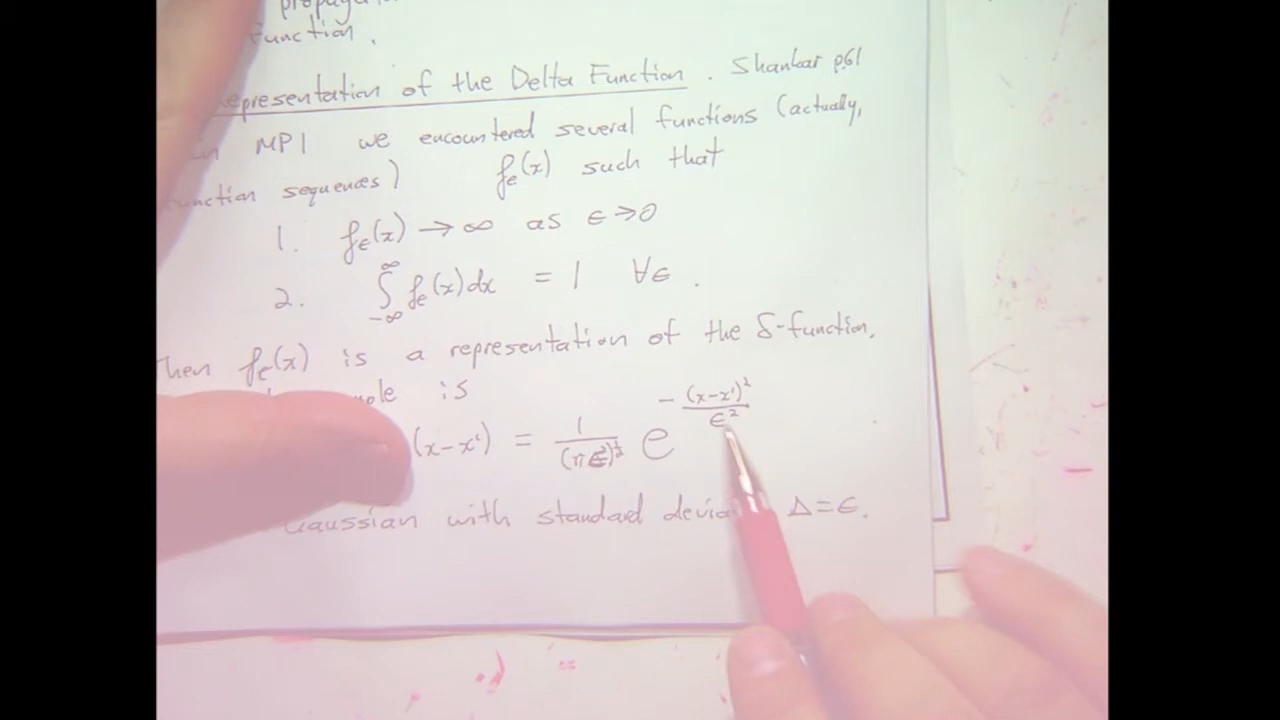 function.
Representation of the Delta Function. Shankar p61
In MP1 we encountered several functions (actually,
function sequences) fϵ(x) such that
1. fϵ(x) → ∞ as ϵ→0
2. ∫_{-∞}^{∞} fϵ(x)dx = 1 ∀ϵ.
Then fϵ(x) is a representation of the δ-function.
is
(x-x') = 1/(πϵ²)^{1/2} e^{-(x-x')²/ϵ²}
Gaussian with standard devia Δ=ϵ.